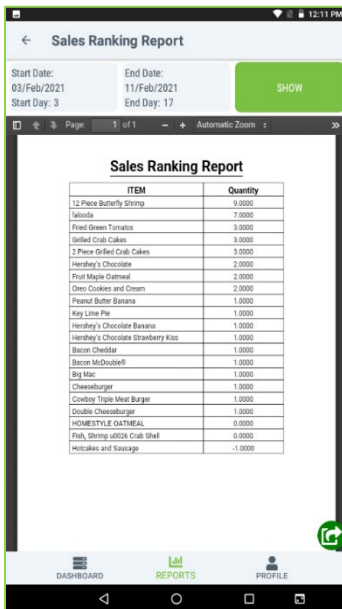 12:11 PM
Sales Ranking Report
Start Date:
03/Feb/2021
Start Day: 3
End Date:
11/Feb/2021
End Day: 17
SHOW
Page: 1 of 1 − + Automatic Zoom
Sales Ranking Report
ITEM Quantity
12 Piece Butterfly Shrimp 9.0000
falooda 7.0000
Fried Green Tomatos 3.0000
Grilled Crab Cakes 3.0000
2 Piece Grilled Crab Cakes 3.0000
Hershey's Chocolate 2.0000
Fruit Maple Oatmeal 2.0000
Oreo Cookies and Cream 2.0000
Peanut Butter Banana 1.0000
Key Lime Pie 1.0000
Hershey's Chocolate Banana 1.0000
Hershey's Chocolate Strawberry Kiss 1.0000
Bacon Cheddar 1.0000
Bacon McDouble® 1.0000
Big Mac 1.0000
Cheeseburger 1.0000
Cowboy Triple Meat Burger 1.0000
Double Cheeseburger 1.0000
HOMESTYLE OATMEAL 0.0000
Fish, Shrimp u0026 Crab Shell 0.0000
Hotcakes and Sausage -1.0000
DASHBOARD REPORTS PROFILE